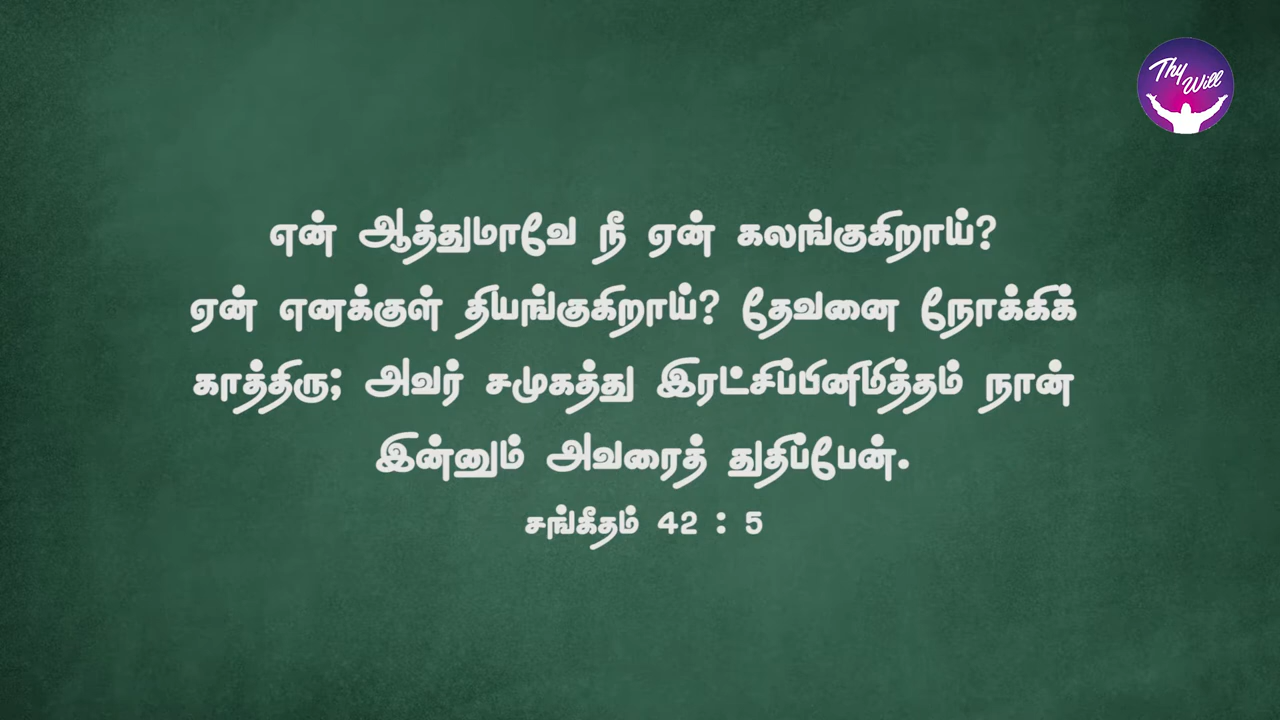 Thy
Will
என் ஆத்துமாவே நீ ஏன் கலங்குகிறாய்?
ஏன் எனக்குள் தியங்குகிறாய்? தேவனை நோக்கிக்
காத்திரு; அவர் சமுகத்து இரட்சிப்பினிமித்தம் நான்
இன்னும் அவரைத் துதிப்பேன்.
சங்கீதம் 42 : 5